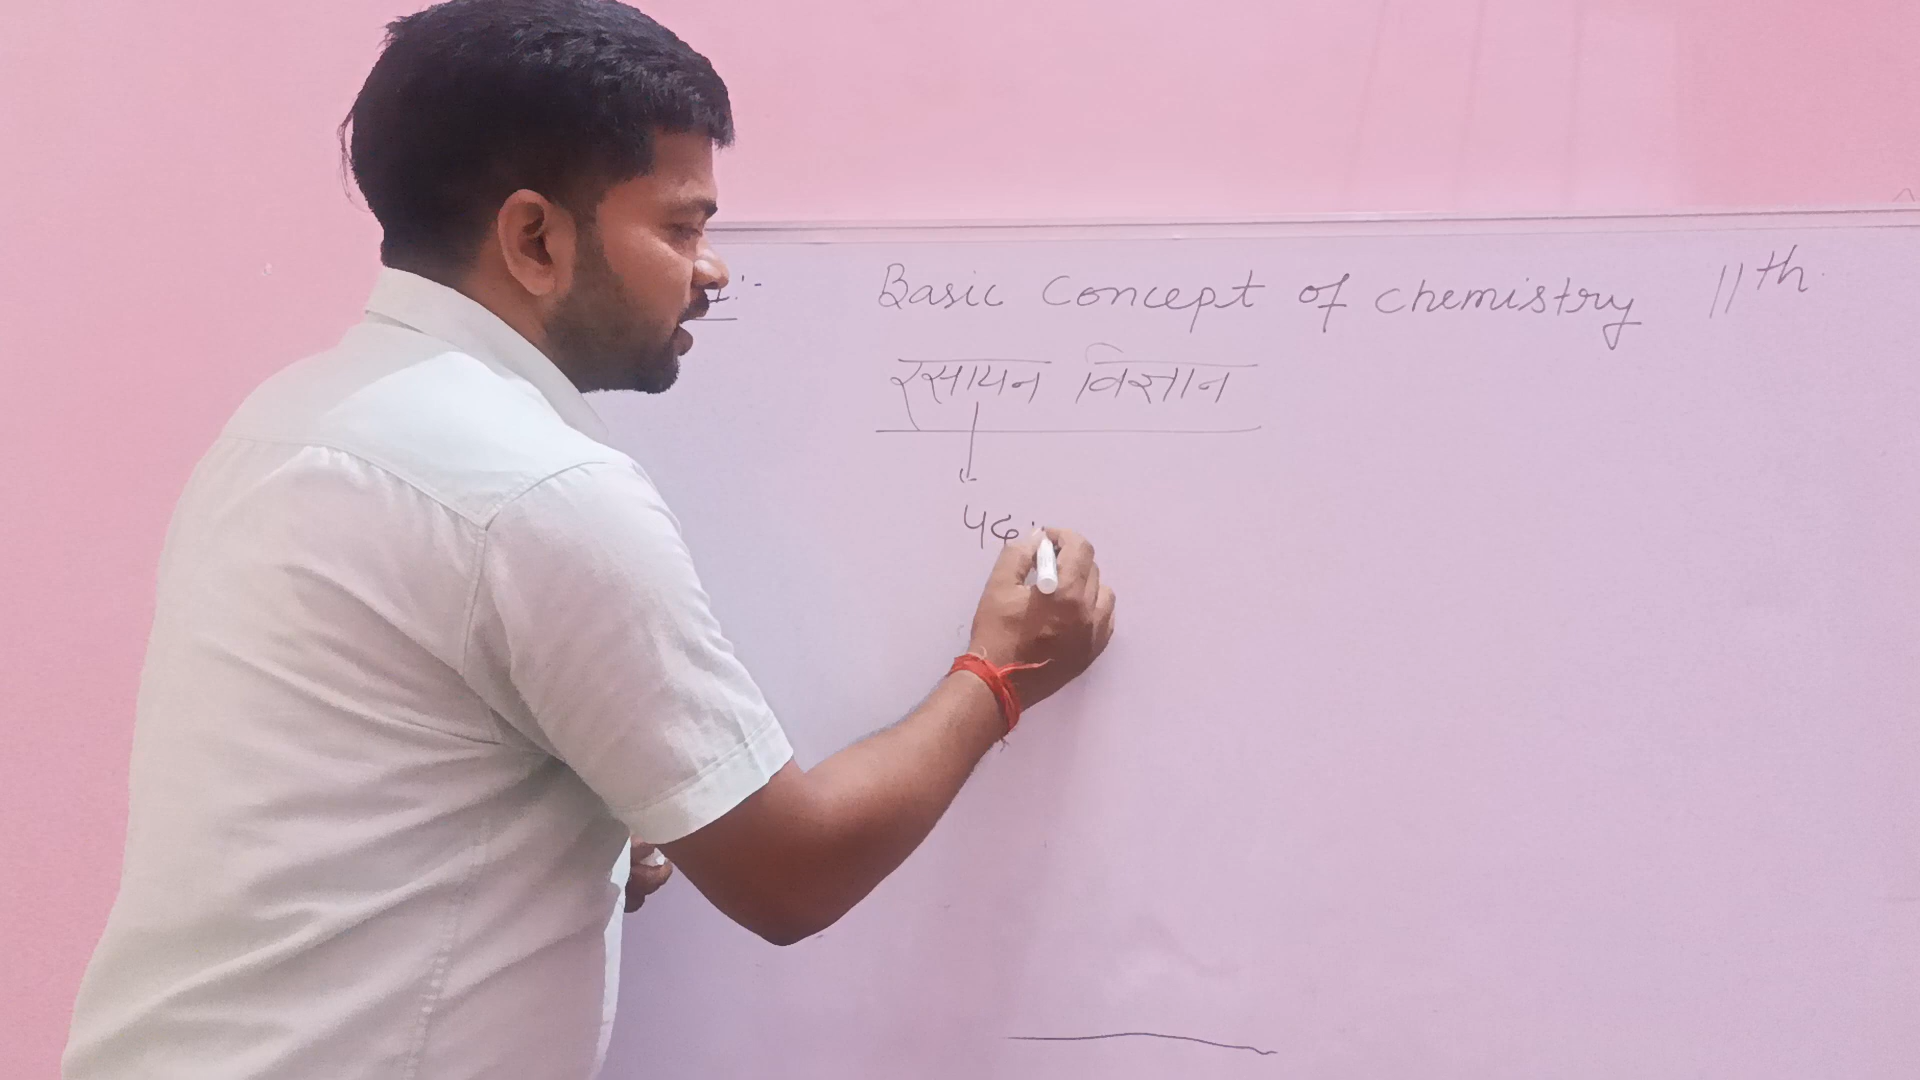 Basic Concept of chemistry 11th
रसायन विज्ञान
पद